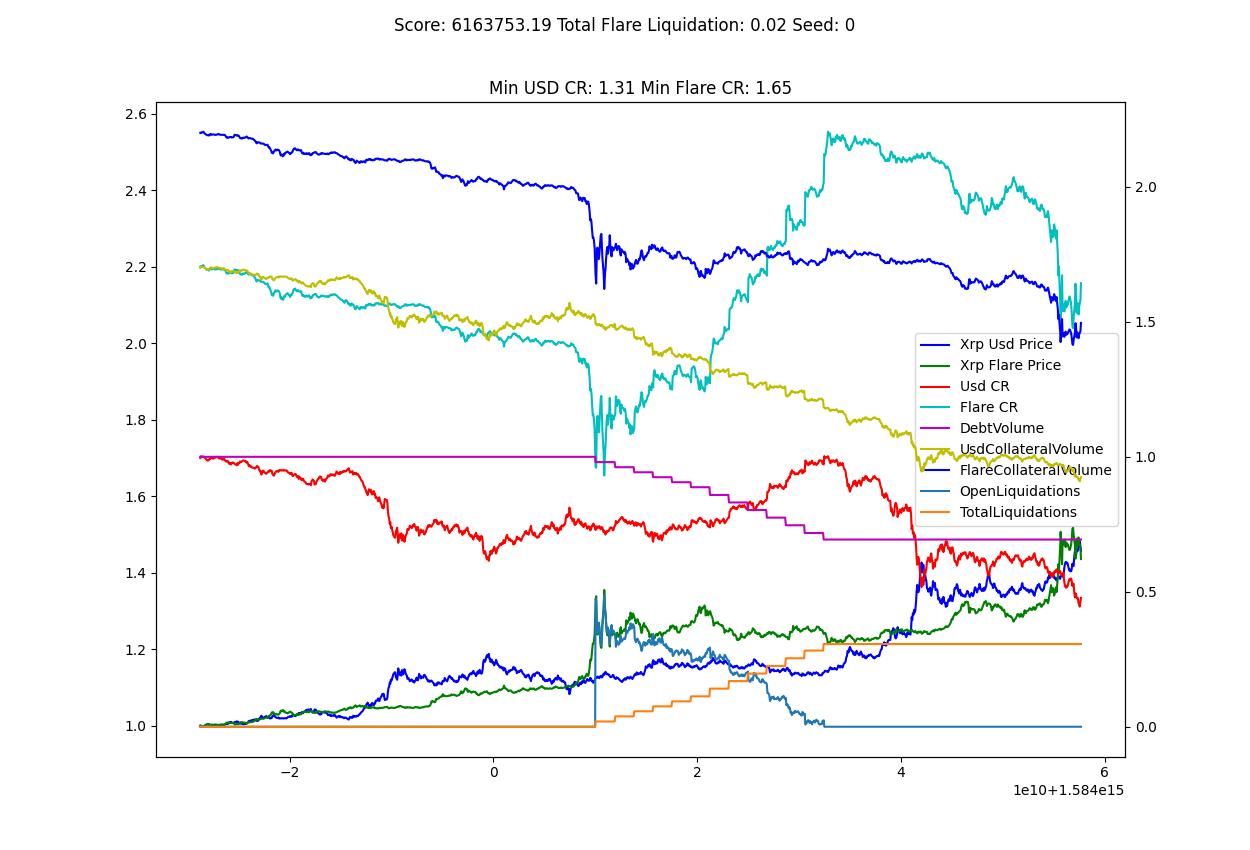 Score: 6163753.19 Total Flare Liquidation: 0.02 Seed: 0
Min USD CR: 1.31 Min Flare CR: 1.65
2.6
2.4
2.2
2.0
1.8
1.6
1.4
1.2
1.0
2.0
1.5
1.0
0.5
0.0
Xrp Usd Price
Xrp Flare Price
Usd CR
Flare CR
DebtVolume
UsdCollateralVolume
FlareCollateralVolume
OpenLiquidations
TotalLiquidations
−2
0
2
4
6
1e10+1.584e15